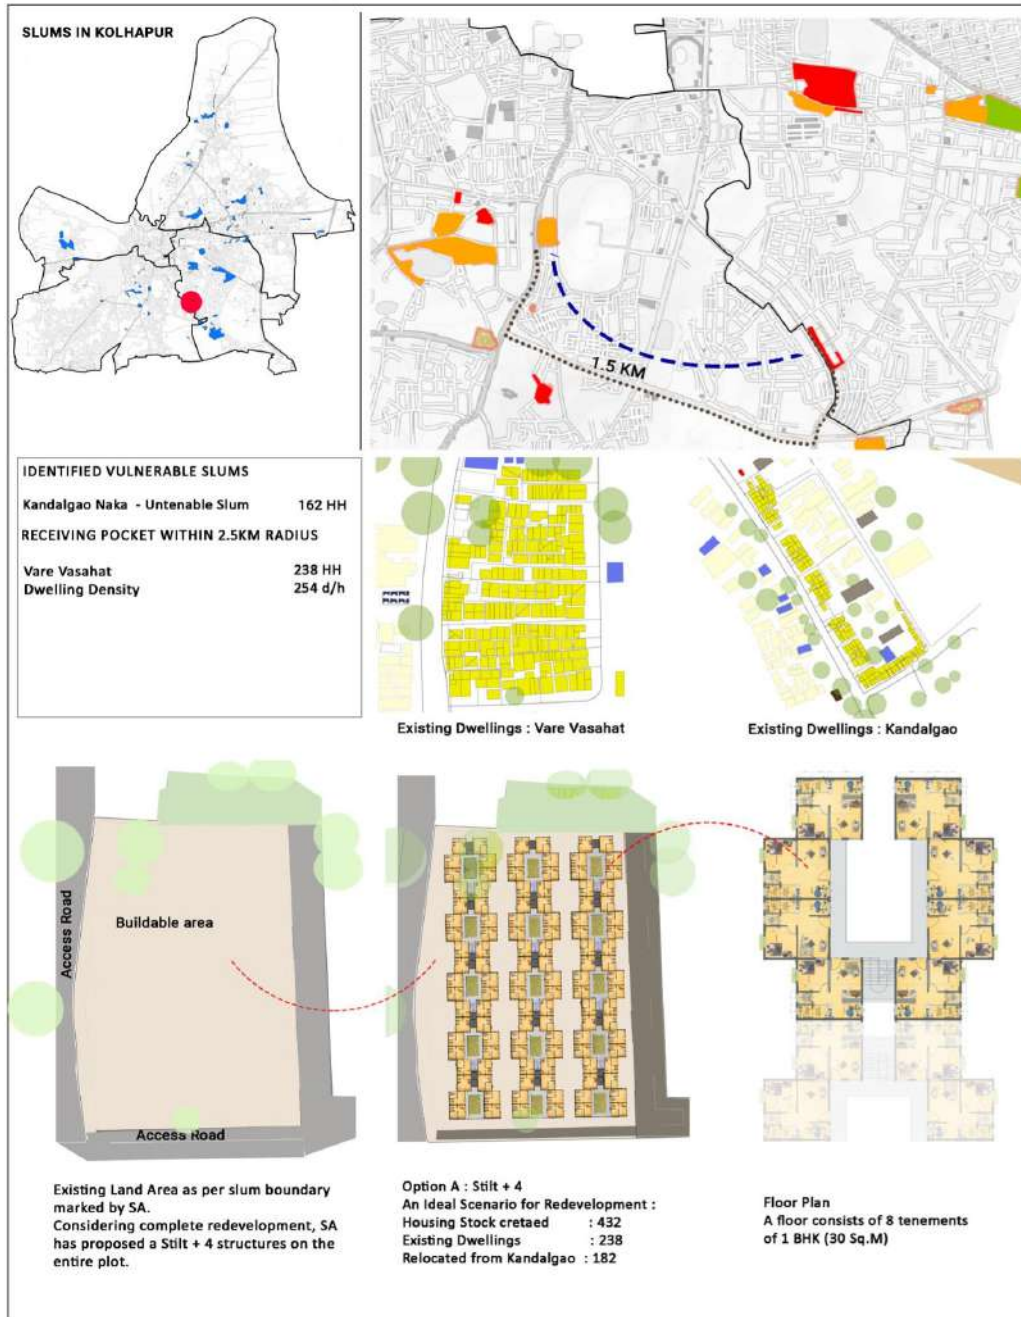 SLUMS IN KOLHAPUR
1.5 KM
IDENTIFIED VULNERABLE SLUMS
Kandalgao Naka - Untenable Slum 162 HH
RECEIVING POCKET WITHIN 2.5KM RADIUS
Vare Vasahat 238 HH
Dwelling Density 254 d/h
Existing Dwellings : Vare Vasahat
Existing Dwellings : Kandalgao
Access Road
Buildable area
Access Road
Existing Land Area as per slum boundary
marked by SA.
Considering complete redevelopment, SA
has proposed a Stilt + 4 structures on the
entire plot.
Option A : Stilt + 4
An Ideal Scenario for Redevelopment :
Housing Stock cretaed : 432
Existing Dwellings : 238
Relocated from Kandalgao : 182
Floor Plan
A floor consists of 8 tenements
of 1 BHK (30 Sq.M)